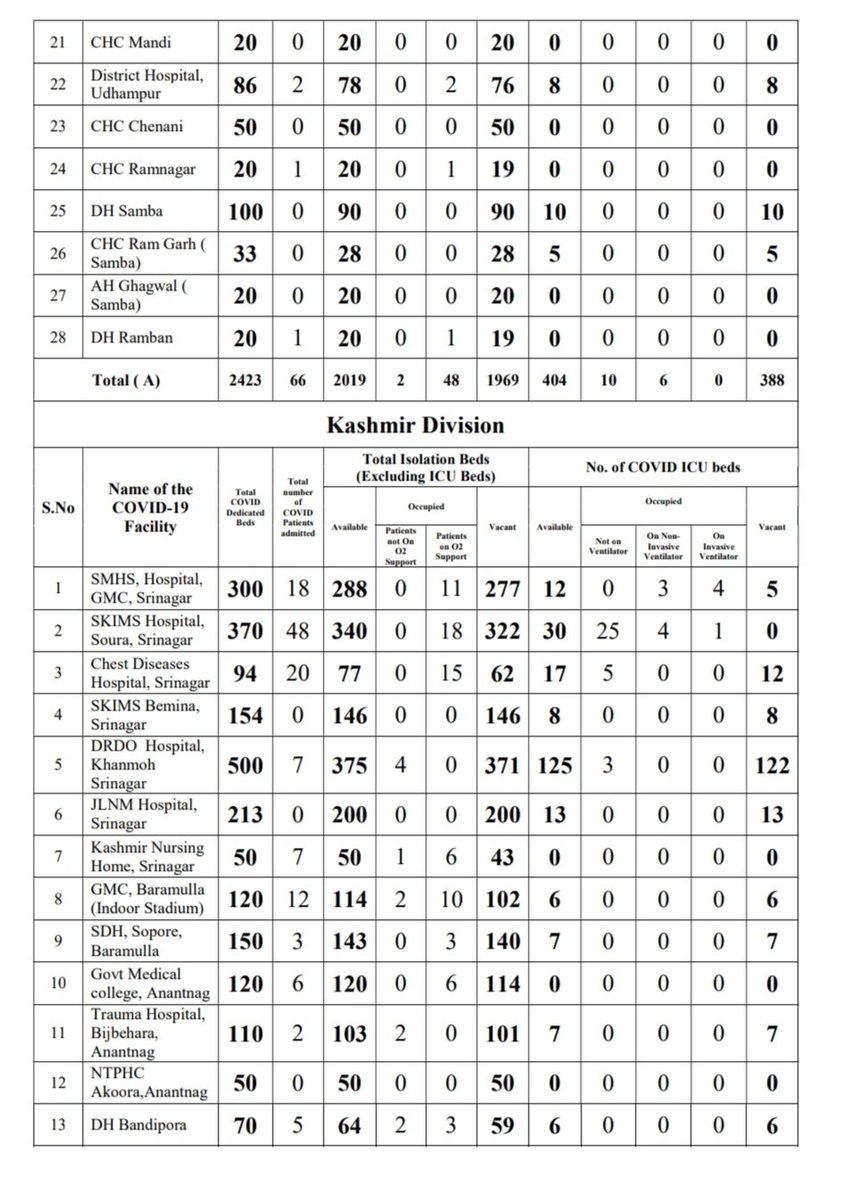 21 CHC Mandi 20 0 20 0 0 20 0 0 0 0 0
22 District Hospital, Udhampur 86 2 78 0 2 76 8 0 0 0 8
23 CHC Chenani 50 0 50 0 0 50 0 0 0 0 0
24 CHC Ramnagar 20 1 20 0 1 19 0 0 0 0 0
25 DH Samba 100 0 90 0 0 90 10 0 0 0 10
26 CHC Ram Garh ( Samba) 33 0 28 0 0 28 5 0 0 0 5
27 AH Ghagwal ( Samba) 20 0 20 0 0 20 0 0 0 0 0
28 DH Ramban 20 1 20 0 1 19 0 0 0 0 0
Total ( A) 2423 66 2019 2 48 1969 404 10 6 0 388
Kashmir Division
S.No
Name of the
COVID-19
Facility
Total
COVID
Dedicated
Beds
Total
number
of
COVID
Patients
admitted
Total Isolation Beds
(Excluding ICU Beds)
Available
Occupied
Patients
not On
O2
Support
Patients
on O2
Support
Vacant
No. of COVID ICU beds
Available
Occupied
Not on
Ventilator
On Non-
Invasive
Ventilator
On
Invasive
Ventilator
Vacant
1 SMHS, Hospital, GMC, Srinagar 300 18 288 0 11 277 12 0 3 4 5
2 SKIMS Hospital, Soura, Srinagar 370 48 340 0 18 322 30 25 4 1 0
3 Chest Diseases Hospital, Srinagar 94 20 77 0 15 62 17 5 0 0 12
4 SKIMS Bemina, Srinagar 154 0 146 0 0 146 8 0 0 0 8
5 DRDO Hospital, Khanmoh Srinagar 500 7 375 4 0 371 125 3 0 0 122
6 JLNM Hospital, Srinagar 213 0 200 0 0 200 13 0 0 0 13
7 Kashmir Nursing Home, Srinagar 50 7 50 1 6 43 0 0 0 0 0
8 GMC, Baramulla (Indoor Stadium) 120 12 114 2 10 102 6 0 0 0 6
9 SDH, Sopore, Baramulla 150 3 143 0 3 140 7 0 0 0 7
10 Govt Medical college, Anantnag 120 6 120 0 6 114 0 0 0 0 0
11 Trauma Hospital, Bijbehara, Anantnag 110 2 103 2 0 101 7 0 0 0 7
12 NTPHC Akoora,Anantnag 50 0 50 0 0 50 0 0 0 0 0
13 DH Bandipora 70 5 64 2 3 59 6 0 0 0 6